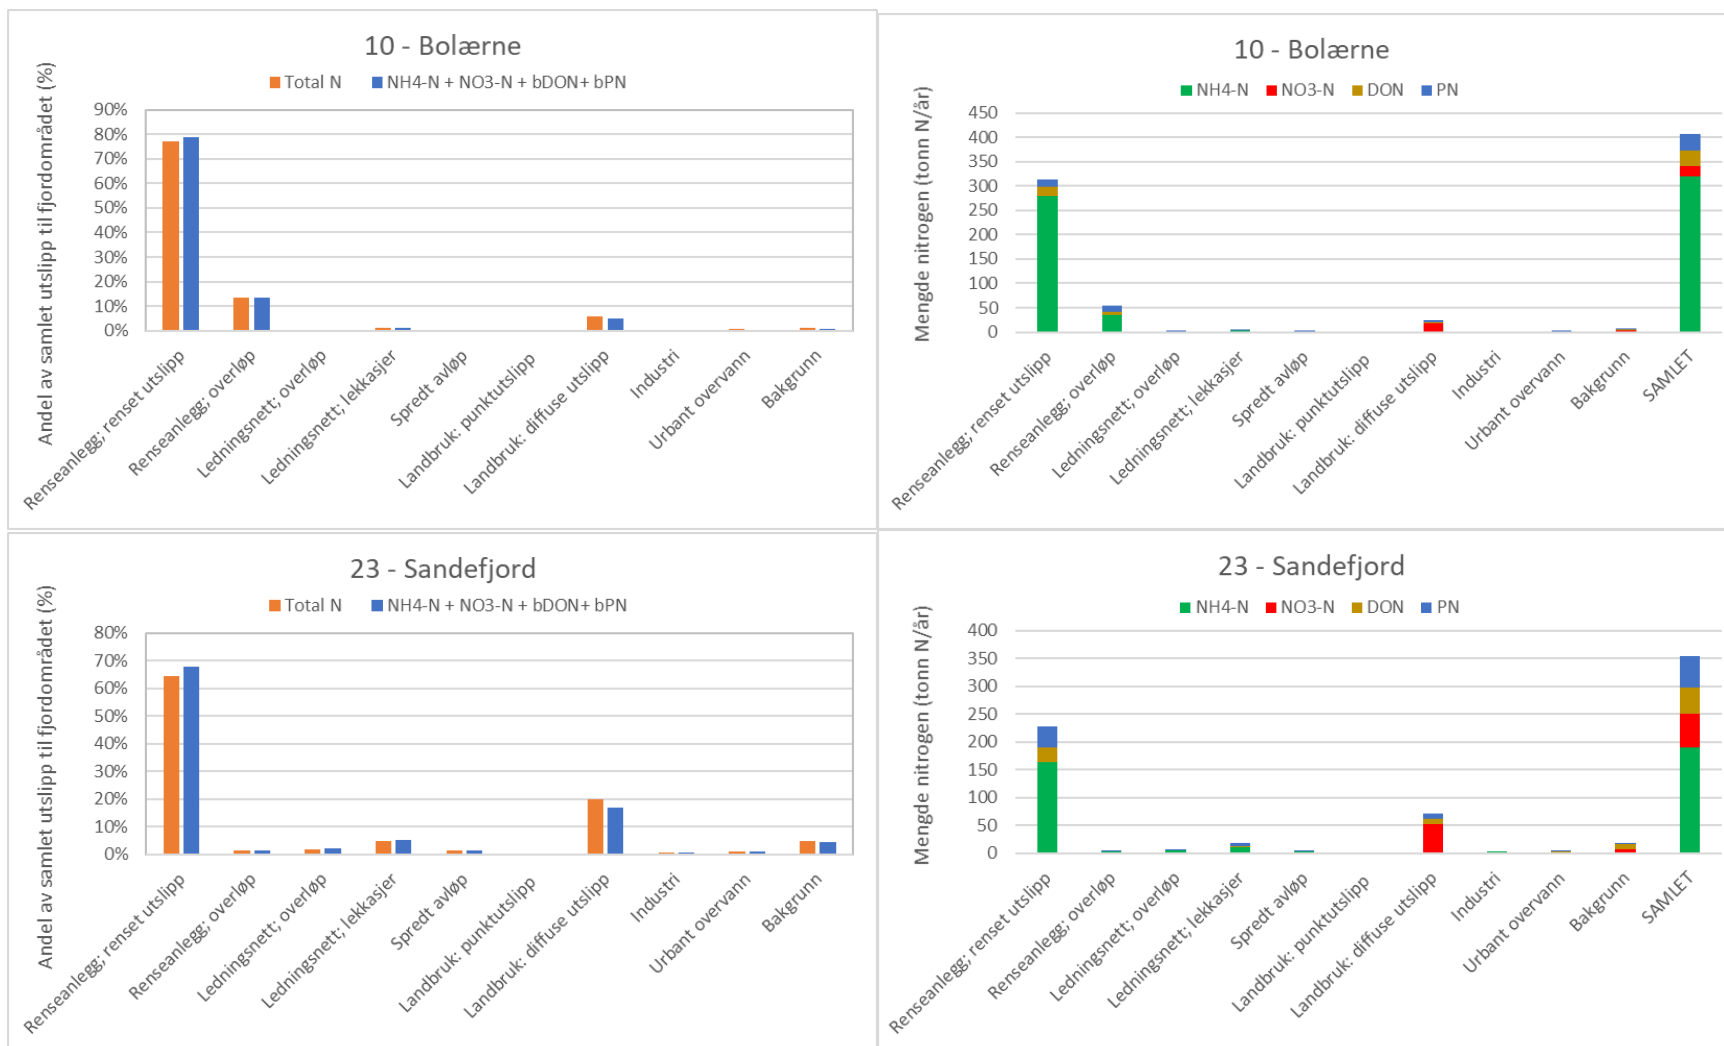 10 - Bolærne
Total N
NH4-N + NO3-N + bDON+ bPN
Andel av samlet utslipp til fjordområdet (%)
90%
80%
70%
60%
50%
40%
30%
20%
10%
0%
Renseanlegg; renset utslipp
Renseanlegg; overløp
Ledningsnett; overløp
Ledningsnett; lekkasjer
Spredt avløp
Landbruk: punktutslipp
Landbruk: diffuse utslipp
Industri
Urbant overvann
Bakgrunn
10 - Bolærne
NH4-N
NO3-N
DON
PN
Mengde nitrogen (tonn N/år)
450
400
350
300
250
200
150
100
50
0
Renseanlegg; renset utslipp
Renseanlegg; overløp
Ledningsnett; overløp
Ledningsnett; lekkasjer
Spredt avløp
Landbruk: punktutslipp
Landbruk: diffuse utslipp
Industri
Urbant overvann
Bakgrunn
SAMLET
23 - Sandefjord
Total N
NH4-N + NO3-N + bDON+ bPN
Andel av samlet utslipp til fjordområdet (%)
80%
70%
60%
50%
40%
30%
20%
10%
0%
Renseanlegg; renset utslipp
Renseanlegg; overløp
Ledningsnett; overløp
Ledningsnett; lekkasjer
Spredt avløp
Landbruk: punktutslipp
Landbruk: diffuse utslipp
Industri
Urbant overvann
Bakgrunn
23 - Sandefjord
NH4-N
NO3-N
DON
PN
Mengde nitrogen (tonn N/år)
400
350
300
250
200
150
100
50
0
Renseanlegg; renset utslipp
Renseanlegg; overløp
Ledningsnett; overløp
Ledningsnett; lekkasjer
Spredt avløp
Landbruk: punktutslipp
Landbruk: diffuse utslipp
Industri
Urbant overvann
Bakgrunn
SAMLET